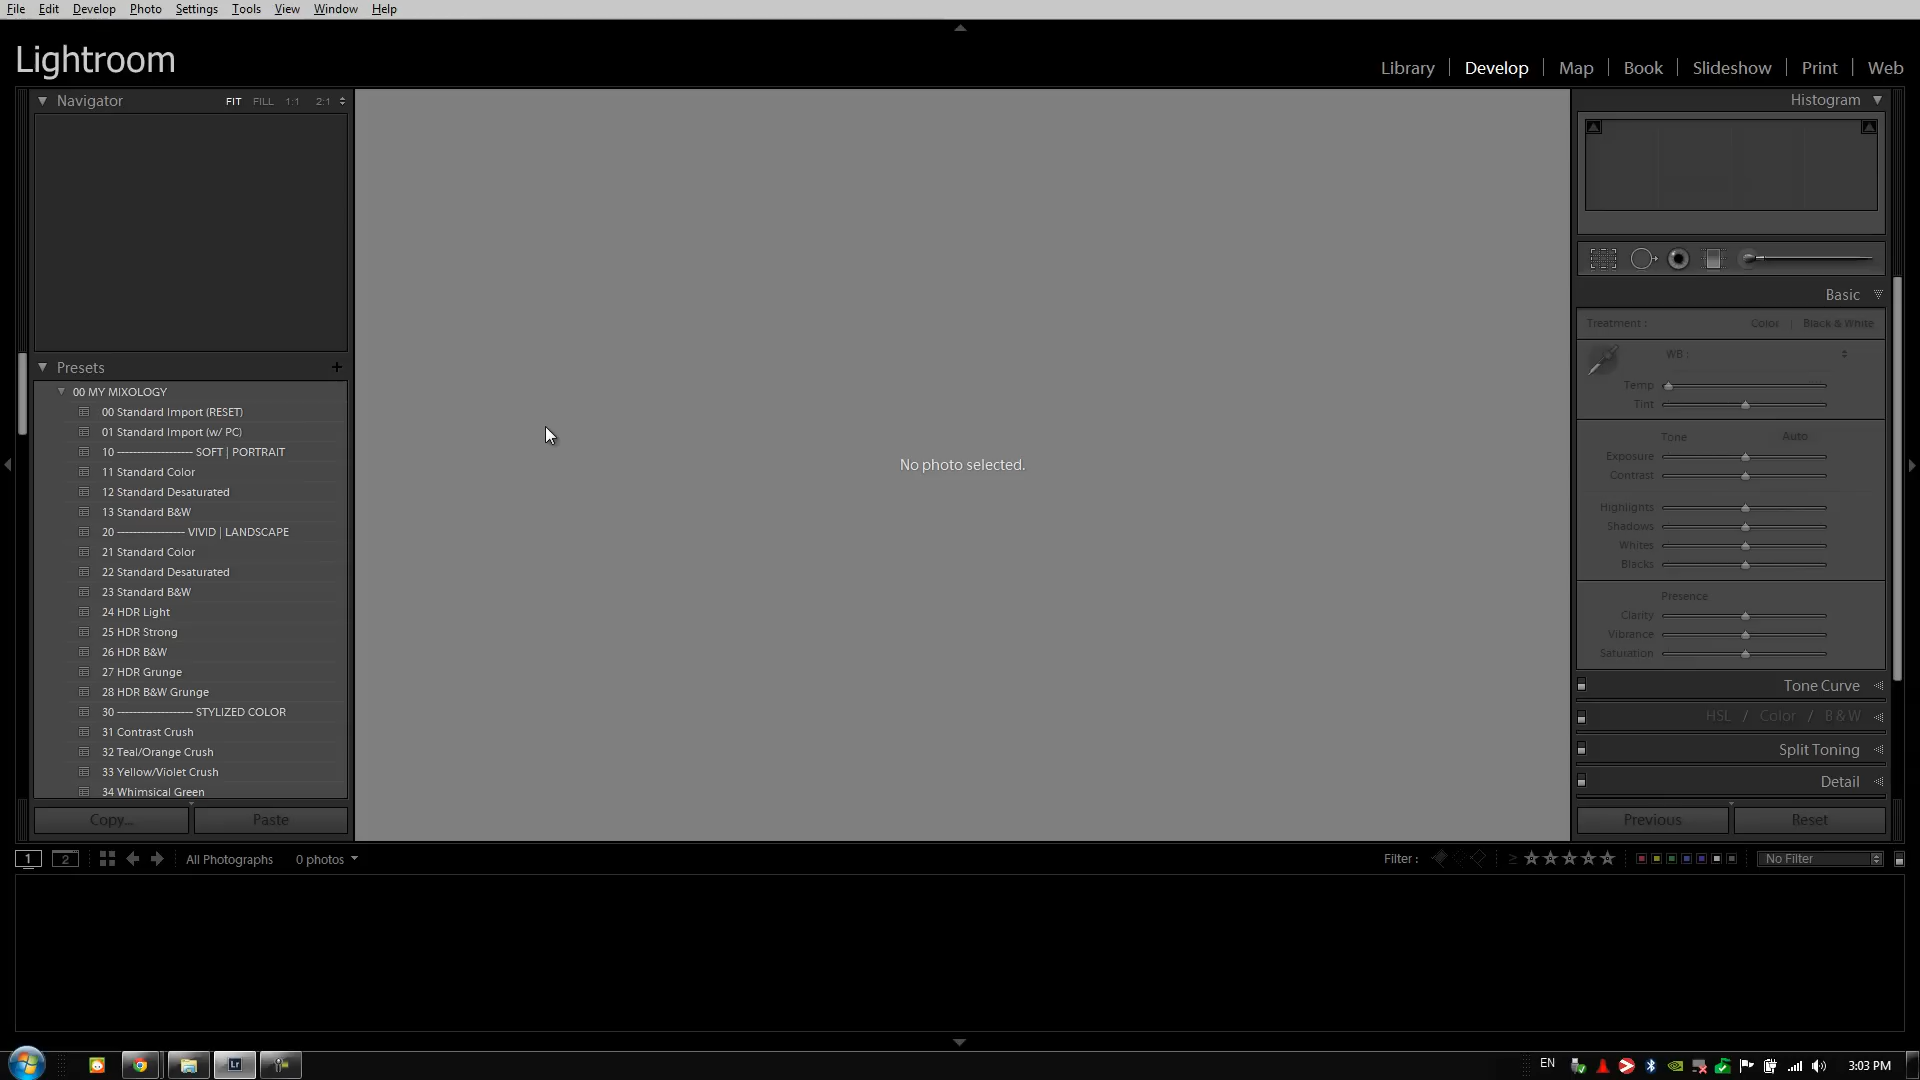 File Edit Develop Photo Settings Tools View Window Help
Lightroom
Library | Develop | Map | Book | Slideshow | Print | Web
Navigator FIT FILL 1:1 2:1
Histogram
Basic
Treatment : Color | Black & White
WB :
Temp
Tint
Tone Auto
Exposure
Contrast
Highlights
Shadows
Whites
Blacks
Presence
Clarity
Vibrance
Saturation
Tone Curve
HSL / Color / B & W
Split Toning
Detail
Previous Reset
Presets +
00 MY MIXOLOGY
00 Standard Import (RESET)
01 Standard Import (w/ PC)
10 ------------------- SOFT | PORTRAIT
11 Standard Color
12 Standard Desaturated
13 Standard B&W
20 ----------------- VIVID | LANDSCAPE
21 Standard Color
22 Standard Desaturated
23 Standard B&W
24 HDR Light
25 HDR Strong
26 HDR B&W
27 HDR Grunge
28 HDR B&W Grunge
30 ------------------- STYLIZED COLOR
31 Contrast Crush
32 Teal/Orange Crush
33 Yellow/Violet Crush
34 Whimsical Green
Copy... Paste
No photo selected.
1 2 All Photographs 0 photos
Filter : ≥ No Filter
Lr EN 3:03 PM